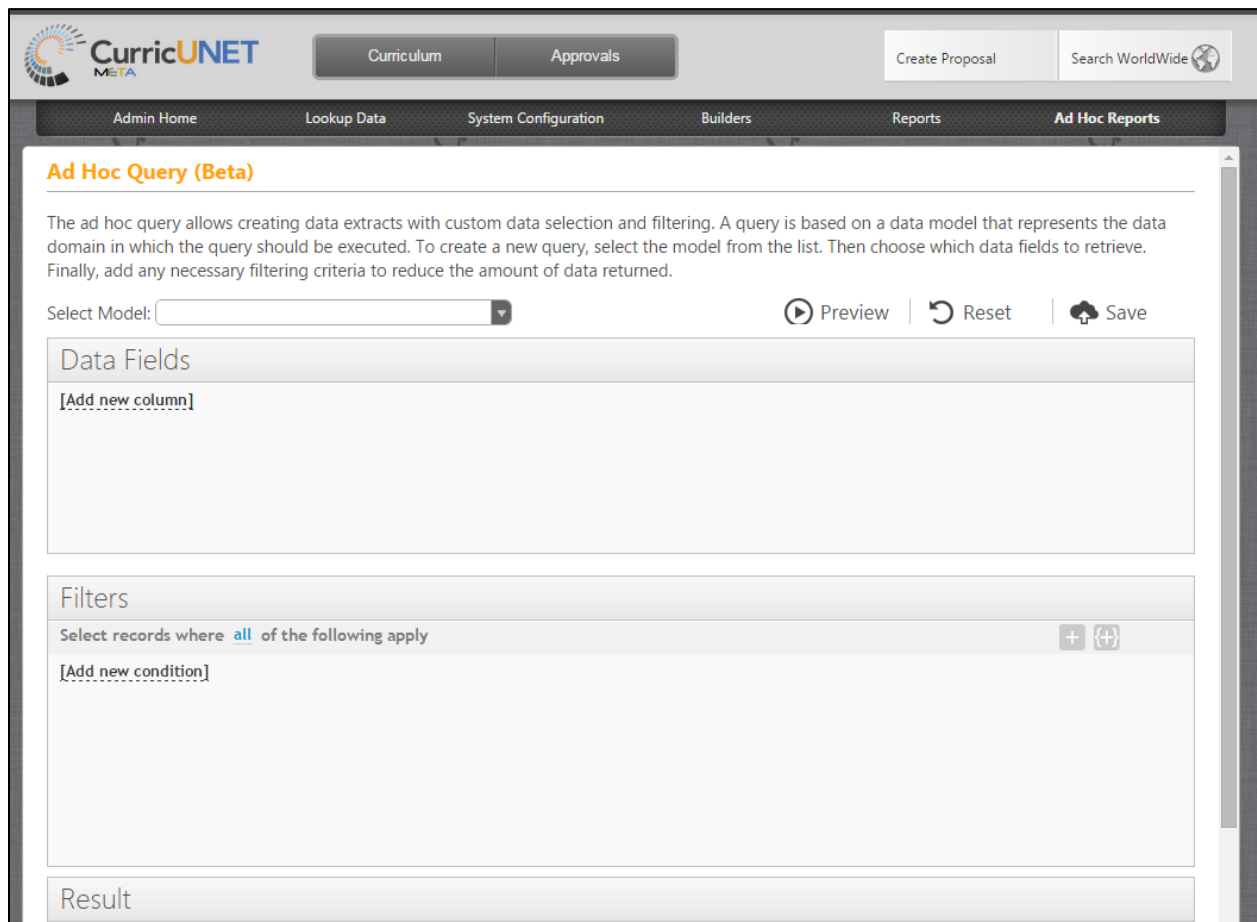 CurricUNET
META
Curriculum
Approvals
Create Proposal
Search WorldWide
Admin Home
Lookup Data
System Configuration
Builders
Reports
Ad Hoc Reports
Ad Hoc Query (Beta)
The ad hoc query allows creating data extracts with custom data selection and filtering. A query is based on a data model that represents the data
domain in which the query should be executed. To create a new query, select the model from the list. Then choose which data fields to retrieve.
Finally, add any necessary filtering criteria to reduce the amount of data returned.
Select Model:
Preview
Reset
Save
Data Fields
[Add new column]
Filters
Select records where all of the following apply
[Add new condition]
Result